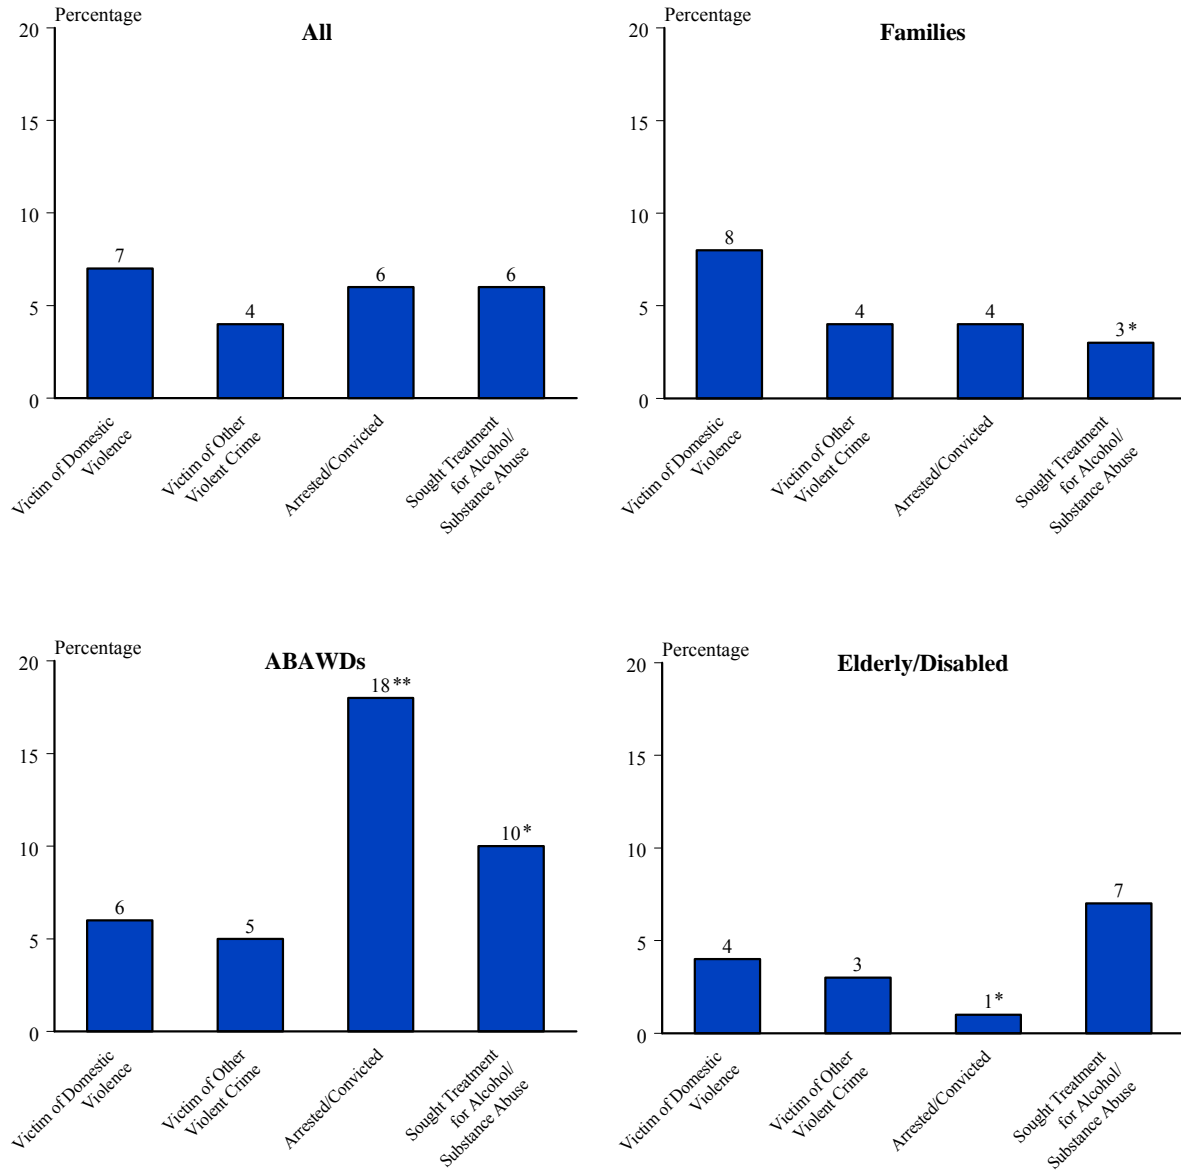 Percentage
All
20
15
10
5
0
7
4
6
6
Victim of Domestic
Violence
Victim of Other
Violent Crime
Arrested/Convicted
Sought Treatment
for Alcohol/
Substance Abuse
Percentage
Families
20
15
10
5
0
8
4
4
3*
Victim of Domestic
Violence
Victim of Other
Violent Crime
Arrested/Convicted
Sought Treatment
for Alcohol/
Substance Abuse
Percentage
ABAWDs
20
15
10
5
0
6
5
18**
10*
Victim of Domestic
Violence
Victim of Other
Violent Crime
Arrested/Convicted
Sought Treatment
for Alcohol/
Substance Abuse
Percentage
Elderly/Disabled
20
15
10
5
0
4
3
1*
7
Victim of Domestic
Violence
Victim of Other
Violent Crime
Arrested/Convicted
Sought Treatment
for Alcohol/
Substance Abuse